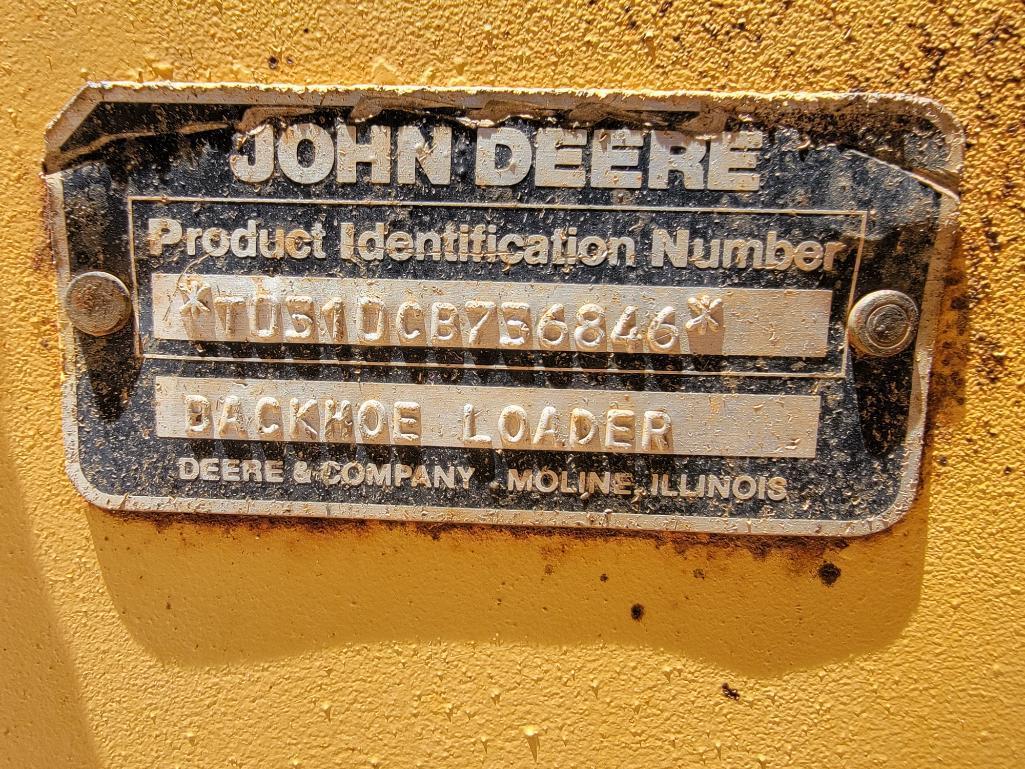 JOHN DEERE
Product Identification Number
*T0510CB756846*
BACKHOE LOADER
DEERE & COMPANY MOLINE, ILLINOIS